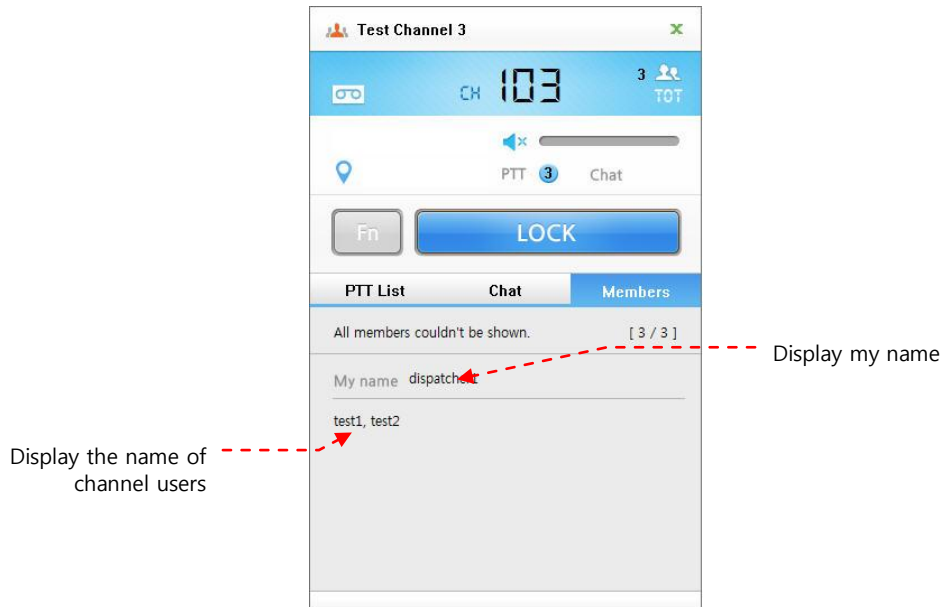 Test Channel 3
CH 103
3
TOT
PTT 3 Chat
Fn LOCK
PTT List Chat Members
All members couldn't be shown. [ 3 / 3 ]
Display my name
My name dispatcher1
test1, test2
Display the name of
channel users